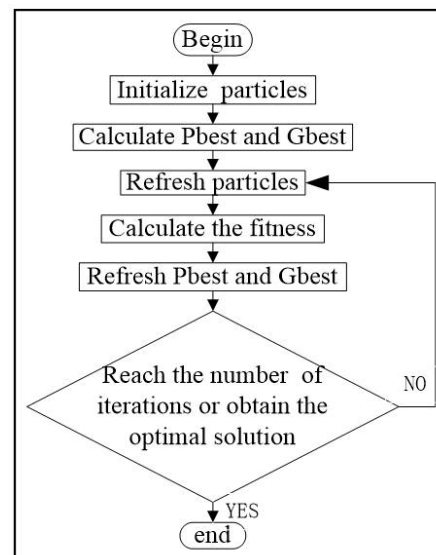 Begin
Initialize particles
Calculate Pbest and Gbest
Refresh particles
Calculate the fitness
Refresh Pbest and Gbest
Reach the number of
iterations or obtain the
optimal solution
NO
YES
end